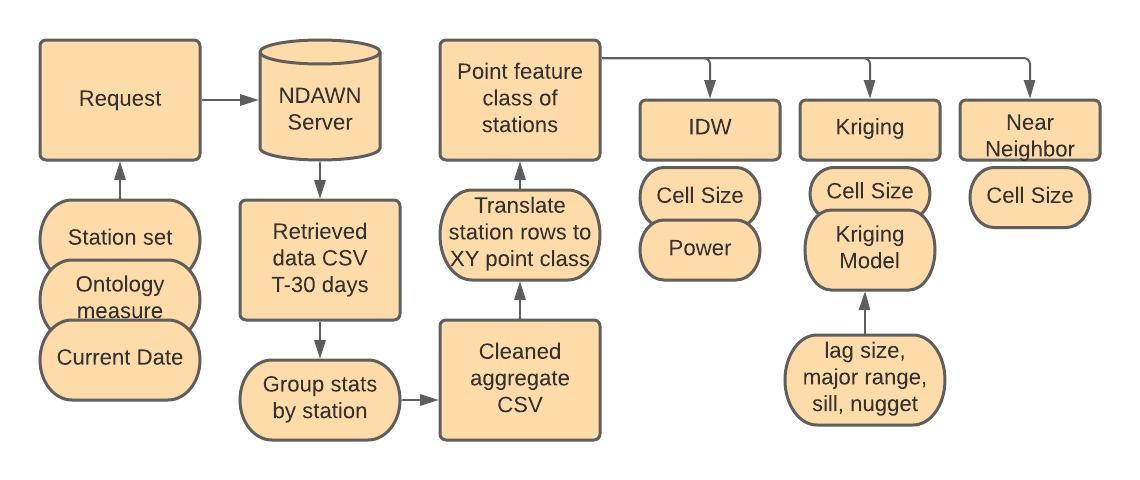 Request
Station set
Ontology
measure
Current Date
NDAWN
Server
Retrieved
data CSV
T-30 days
Group stats
by station
Cleaned
aggregate
CSV
Translate
station rows to
XY point class
Point feature
class of
stations
IDW
Cell Size
Power
Kriging
Cell Size
Kriging
Model
lag size,
major range,
sill, nugget
Near
Neighbor
Cell Size